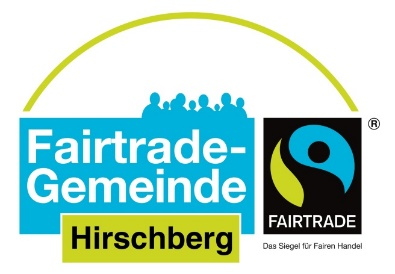 Fairtrade-
Gemeinde
Hirschberg
®
FAIRTRADE
Das Siegel für Fairen Handel